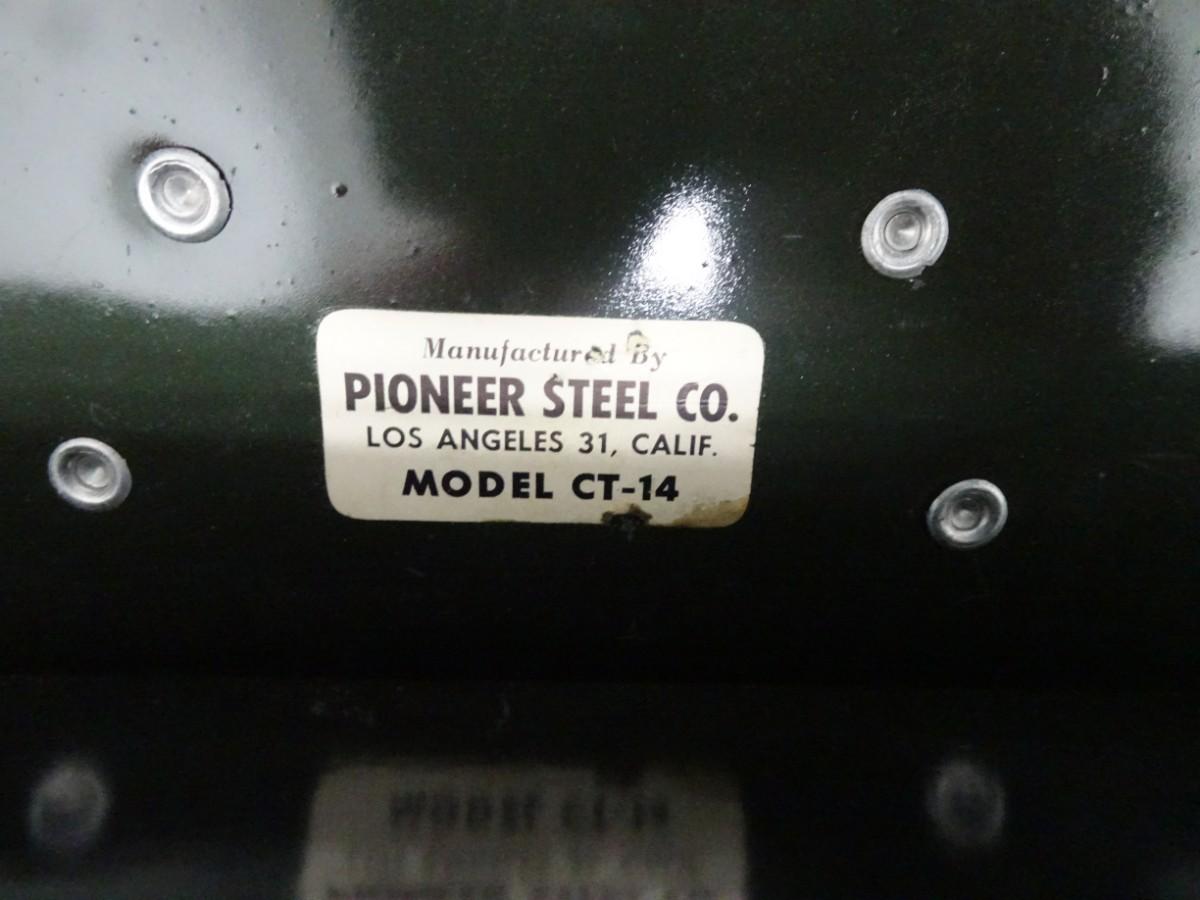 Manufactured By
PIONEER STEEL CO.
LOS ANGELES 31, CALIF.
MODEL CT-14